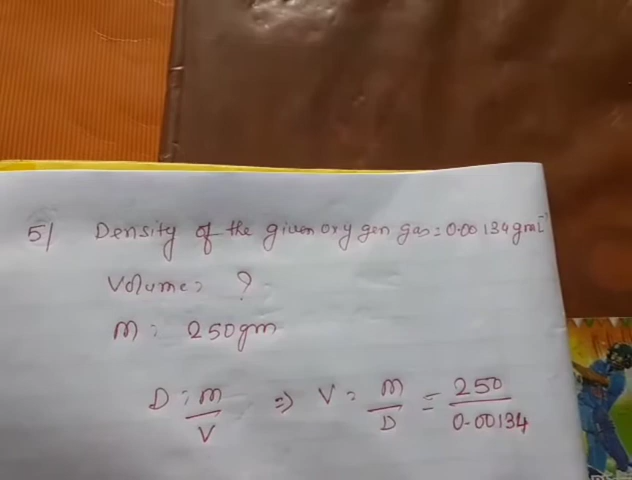 5/ Density of the given oxygen gas = 0.00134 gmL⁻¹
Volume = ?
m = 250gm
D = m/V => V = m/D = 250/0.00134